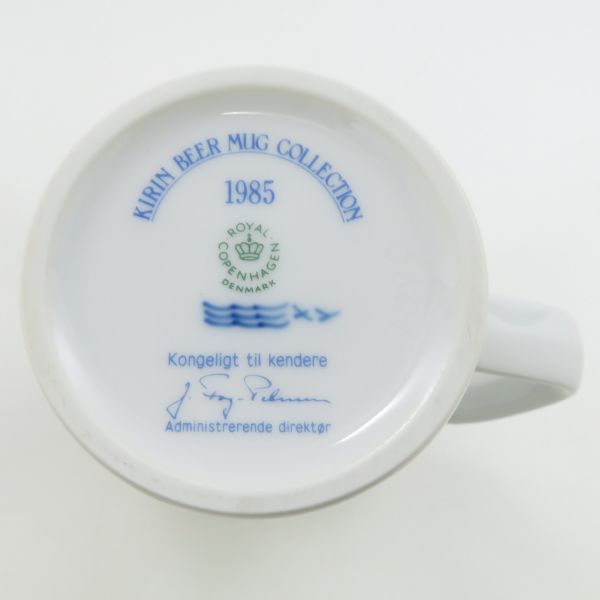 KIRIN BEER MUG COLLECTION
1985
ROYAL
COPENHAGEN
DENMARK
Kongeligt til kendere
Administrerende direktør